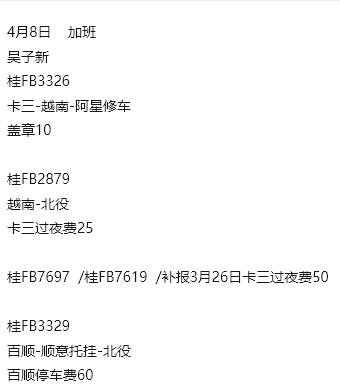 4月8日 加班
吴子新
桂FB3326
卡三-越南-阿星修车
盖章10
桂FB2879
越南-北役
卡三过夜费25
桂FB7697 /桂FB7619 /补报3月26日卡三过夜费50
桂FB3329
百顺-顺意托挂-北役
百顺停车费60